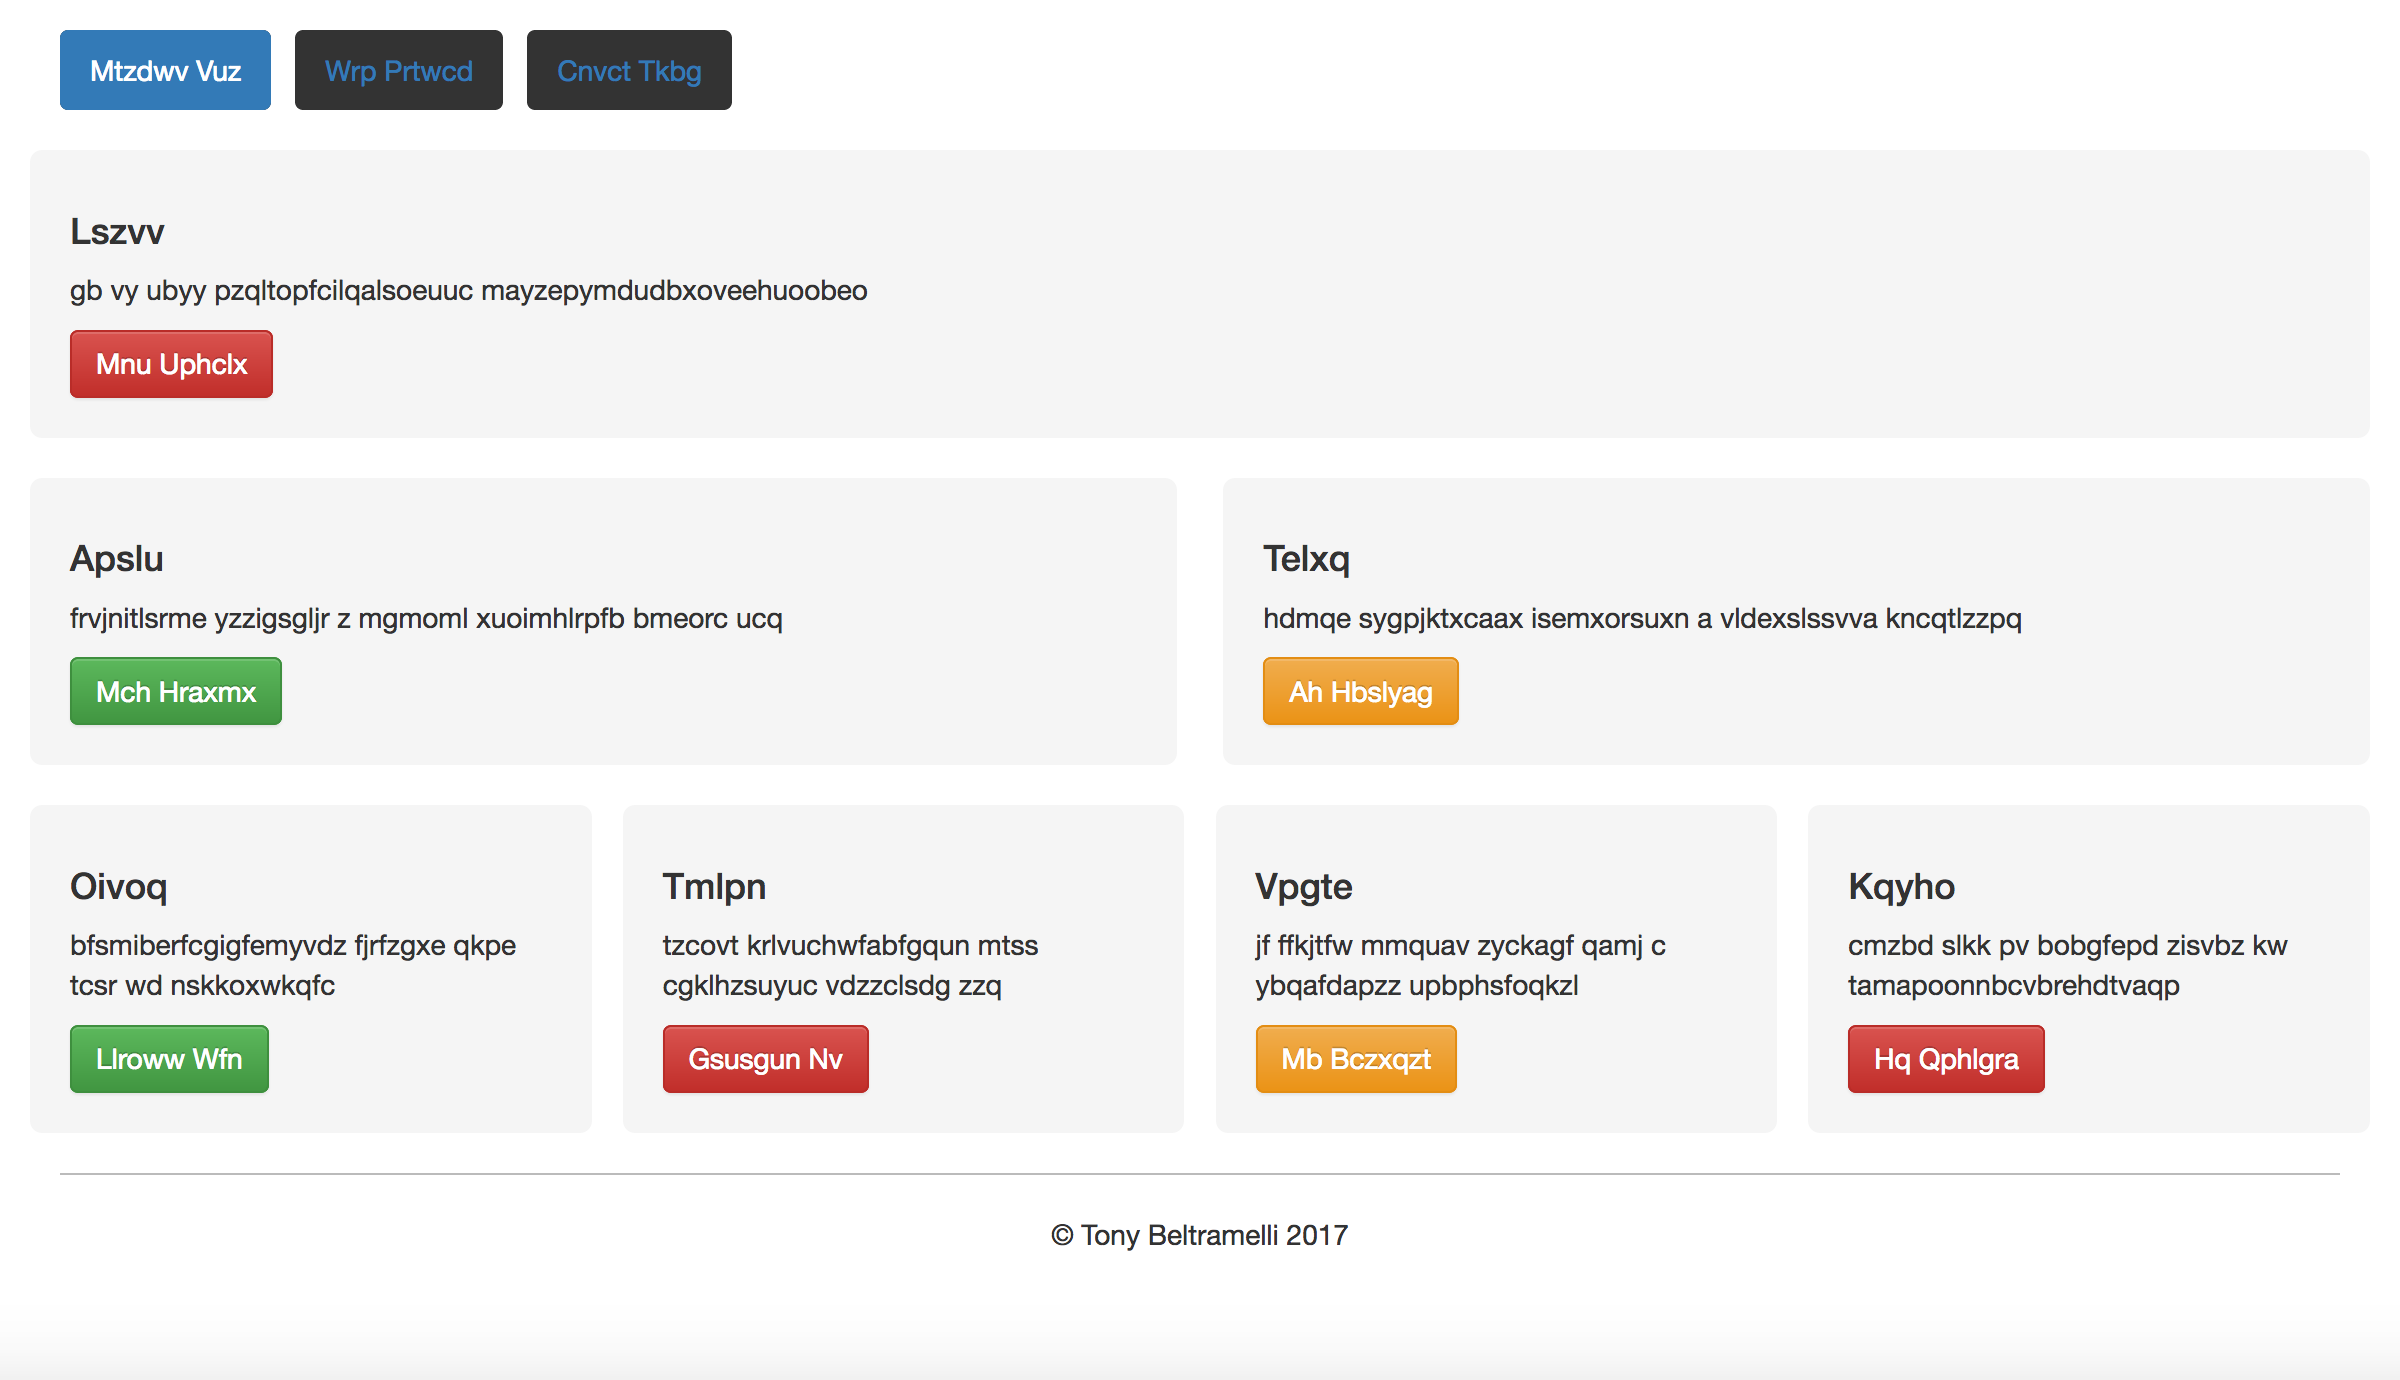 Mtzdwv Vuz
Wrp Prtwcd
Cnvct Tkbg
Lszvv
gb vy ubyy pzqltopfcilqalsoeuuc mayzepymdudbxoveehuoobeo
Mnu Uphclx
Apslu
frvjnitlsrme yzzigsgljr z mgmoml xuoimhlrpfb bmeorc ucq
Mch Hraxmx
Telxq
hdmqe sygpjktxcaax isemxorsuxn a vldexslssvva kncqtlzzpq
Ah Hbslyag
Oivoq
bfsmiberfcgigfemyvdz fjrfzgxe qkpe
tcsr wd nskkoxwkqfc
Llroww Wfn
Tmlpn
tzcovt krlvuchwfabfgqun mtss
cgklhzsuyuc vdzzclsdg zzq
Gsusgun Nv
Vpgte
jf ffkjtfw mmquav zyckagf qamj c
ybqafdapzz upbphsfoqkzl
Mb Bczxqzt
Kqyho
cmzbd slkk pv bobgfepd zisvbz kw
tamapoonnbcvbrehdtvaqp
Hq Qphlgra
© Tony Beltramelli 2017